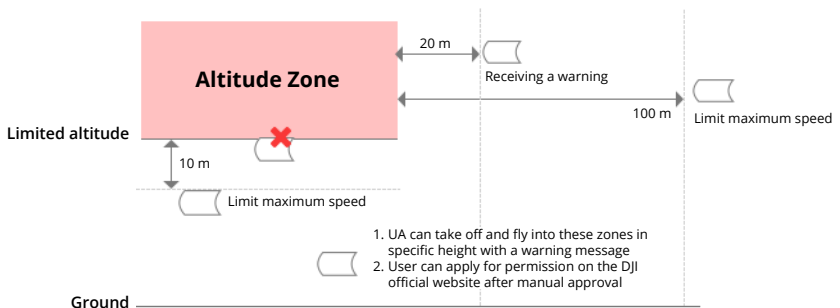 20 m
Receiving a warning
Altitude Zone
100 m
Limit maximum speed
Limited altitude
10 m
Limit maximum speed
1. UA can take off and fly into these zones in
specific height with a warning message
2. User can apply for permission on the DJI
official website after manual approval
Ground